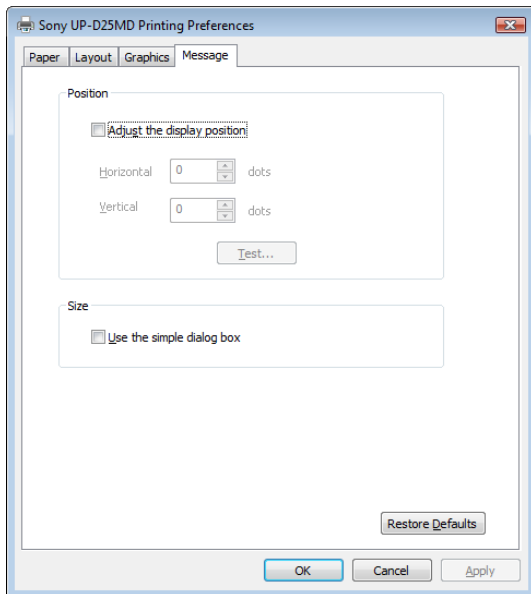 Sony UP-D25MD Printing Preferences
Paper Layout Graphics Message
Position
Adjust the display position
Horizontal 0 dots
Vertical 0 dots
Test...
Size
Use the simple dialog box
Restore Defaults
OK Cancel Apply